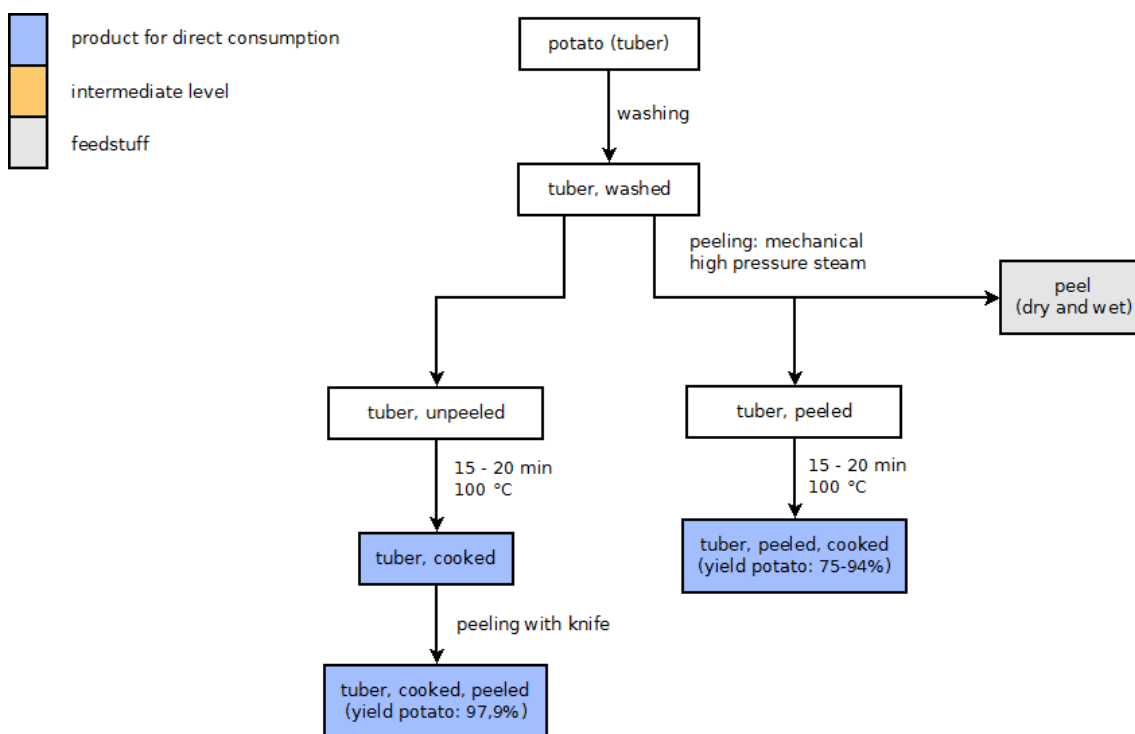 product for direct consumption
intermediate level
feedstuff
potato (tuber)
washing
tuber, washed
peeling: mechanical
high pressure steam
peel
(dry and wet)
tuber, unpeeled
tuber, peeled
15 - 20 min
100 °C
15 - 20 min
100 °C
tuber, cooked
tuber, peeled, cooked
(yield potato: 75-94%)
peeling with knife
tuber, cooked, peeled
(yield potato: 97,9%)